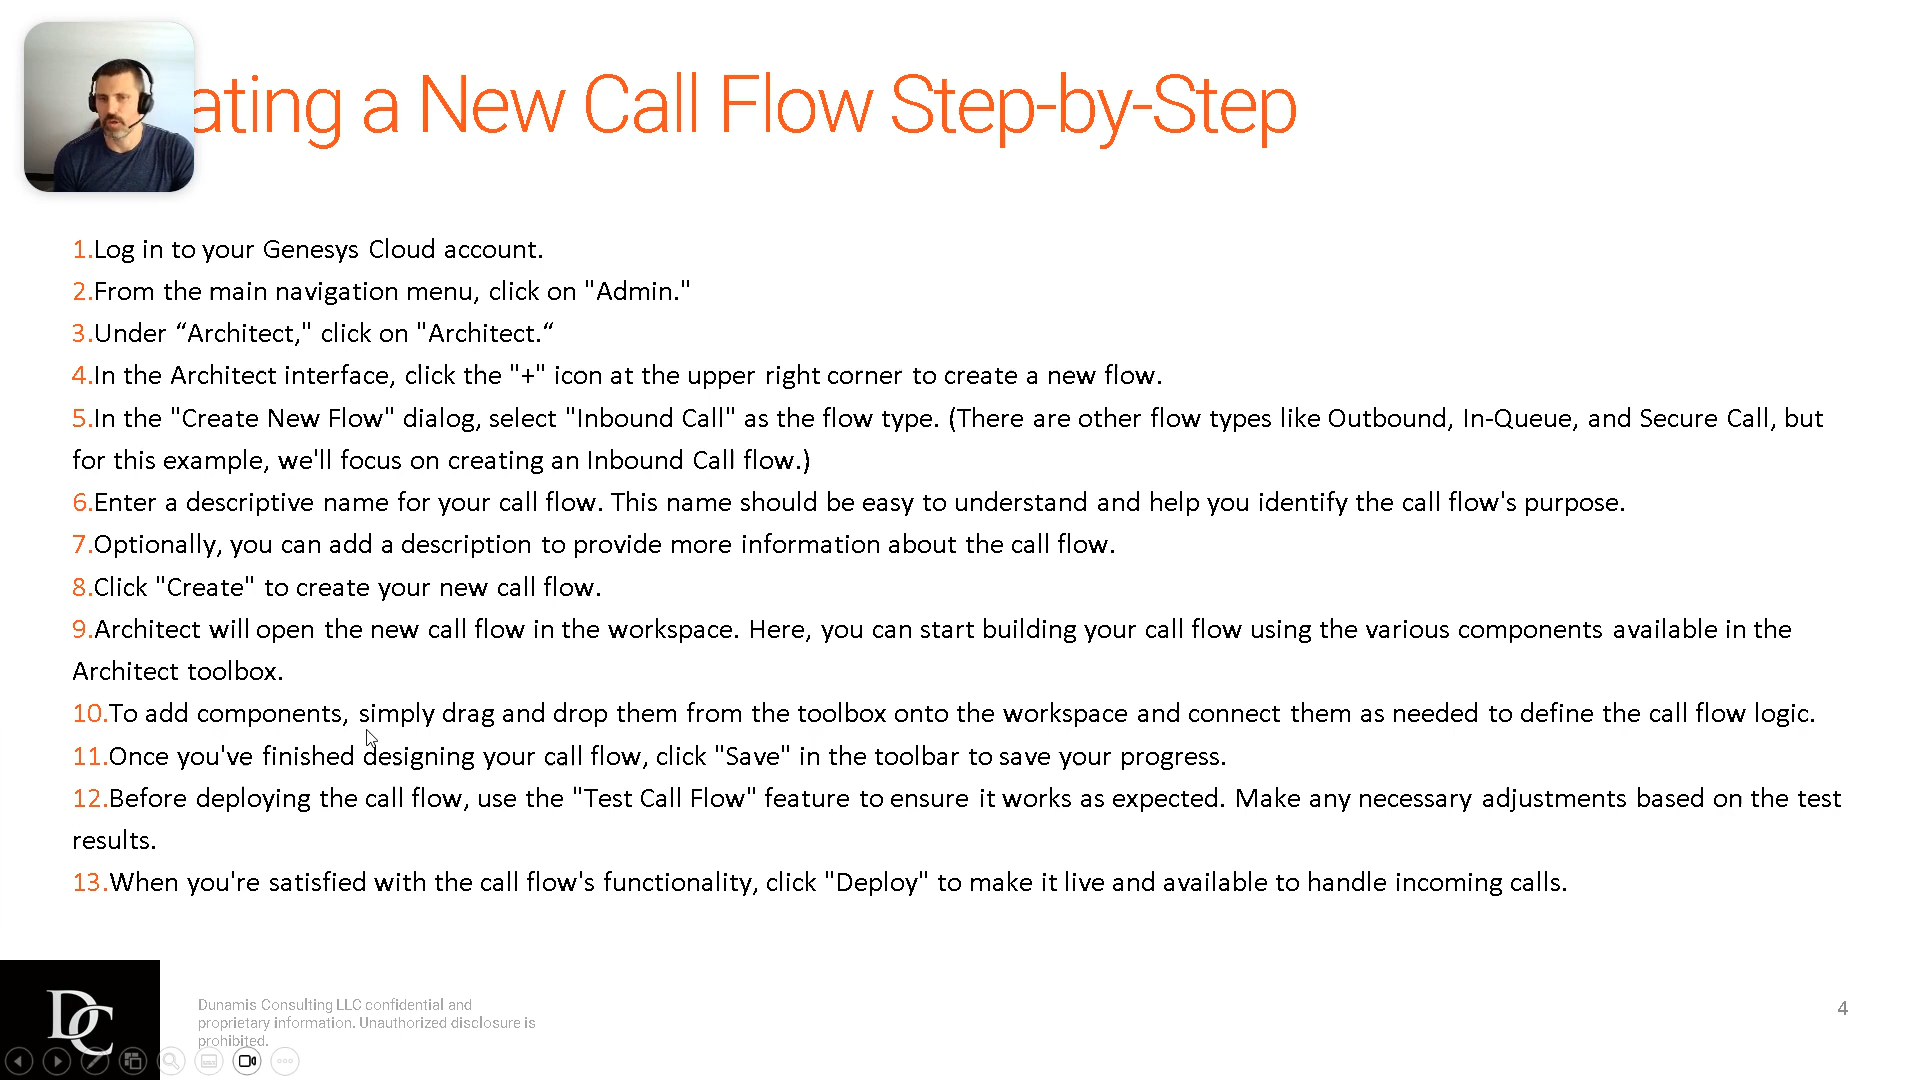 ating a New Call Flow Step-by-Step
1.Log in to your Genesys Cloud account.
2.From the main navigation menu, click on "Admin."
3.Under “Architect," click on "Architect.“
4.In the Architect interface, click the "+" icon at the upper right corner to create a new flow.
5.In the "Create New Flow" dialog, select "Inbound Call" as the flow type. (There are other flow types like Outbound, In-Queue, and Secure Call, but
for this example, we'll focus on creating an Inbound Call flow.)
6.Enter a descriptive name for your call flow. This name should be easy to understand and help you identify the call flow's purpose.
7.Optionally, you can add a description to provide more information about the call flow.
8.Click "Create" to create your new call flow.
9.Architect will open the new call flow in the workspace. Here, you can start building your call flow using the various components available in the
Architect toolbox.
10.To add components, simply drag and drop them from the toolbox onto the workspace and connect them as needed to define the call flow logic.
11.Once you've finished designing your call flow, click "Save" in the toolbar to save your progress.
12.Before deploying the call flow, use the "Test Call Flow" feature to ensure it works as expected. Make any necessary adjustments based on the test
results.
13.When you're satisfied with the call flow's functionality, click "Deploy" to make it live and available to handle incoming calls.
DC
Dunamis Consulting LLC confidential and
proprietary information. Unauthorized disclosure is
prohibited.
4